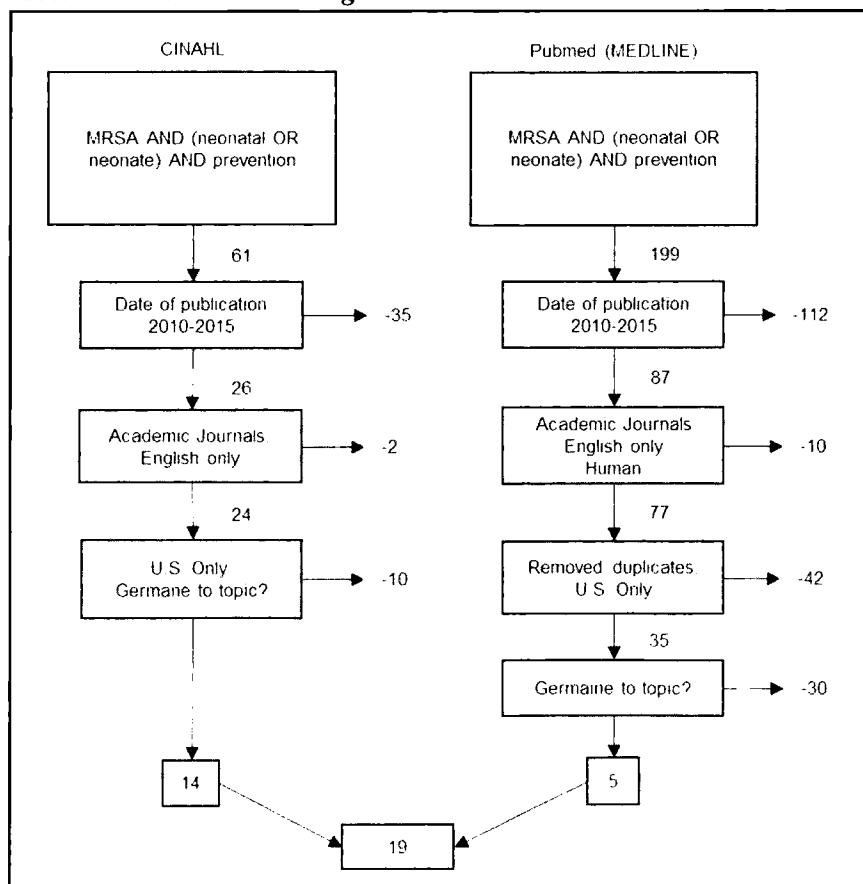 CINAHL
MRSA AND (neonatal OR
neonate) AND prevention
61
Date of publication
2010-2015
-35
26
Academic Journals,
English only
-2
24
U.S. Only
Germane to topic?
-10
14
Pubmed (MEDLINE)
MRSA AND (neonatal OR
neonate) AND prevention
199
Date of publication
2010-2015
-112
87
Academic Journals
English only
Human
-10
77
Removed duplicates,
U.S. Only
-42
35
Germaine to topic?
-30
5
19